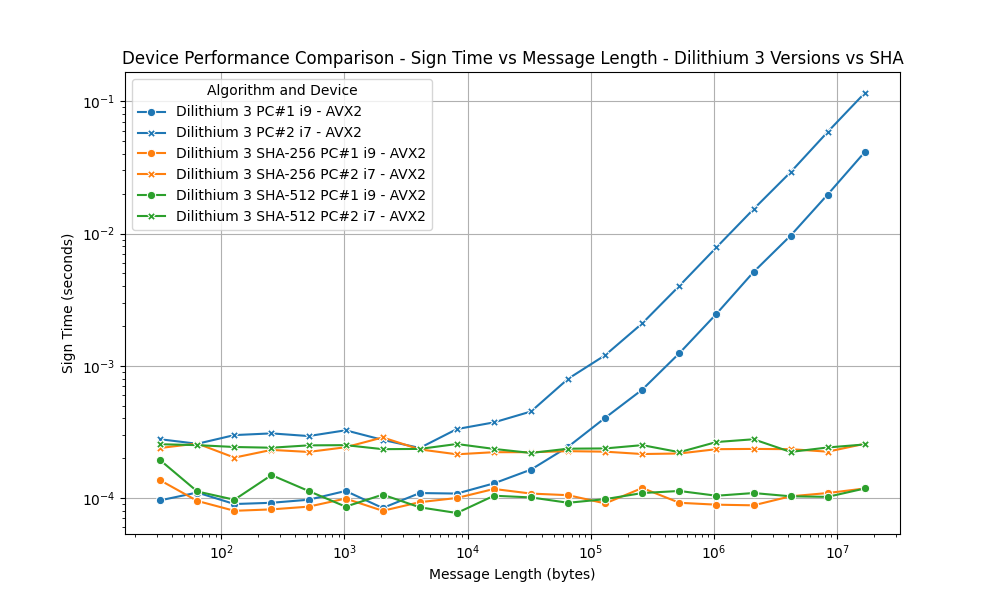 Device Performance Comparison - Sign Time vs Message Length - Dilithium 3 Versions vs SHA
Algorithm and Device
Dilithium 3 PC#1 i9 - AVX2
Dilithium 3 PC#2 i7 - AVX2
Dilithium 3 SHA-256 PC#1 i9 - AVX2
Dilithium 3 SHA-256 PC#2 i7 - AVX2
Dilithium 3 SHA-512 PC#1 i9 - AVX2
Dilithium 3 SHA-512 PC#2 i7 - AVX2
Sign Time (seconds)
10⁻¹
10⁻²
10⁻³
10⁻⁴
10² 10³ 10⁴ 10⁵ 10⁶ 10⁷
Message Length (bytes)